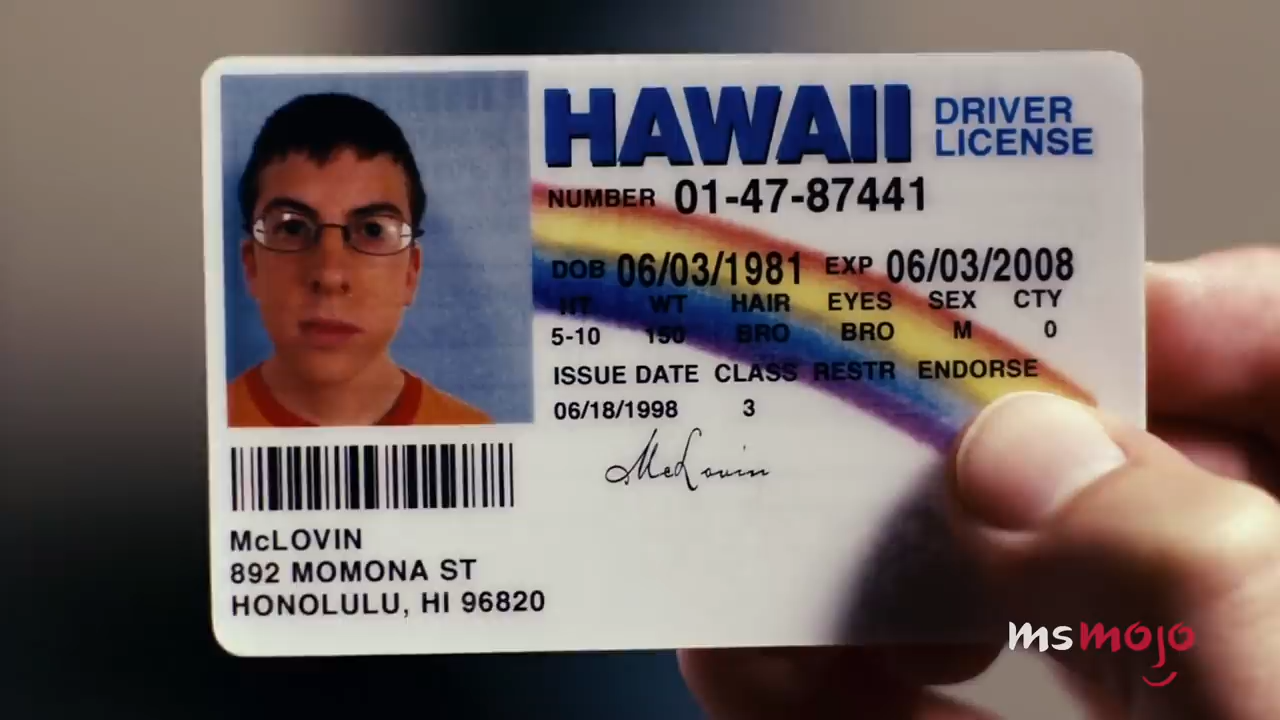 HAWAII DRIVER LICENSE
NUMBER 01-47-87441
DOB 06/03/1981 EXP 06/03/2008
HT WT HAIR EYES SEX CTY
5-10 150 BRO BRO M 0
ISSUE DATE CLASS RESTR ENDORSE
06/18/1998 3
McLovin
McLOVIN
892 MOMONA ST
HONOLULU, HI 96820
msmojo